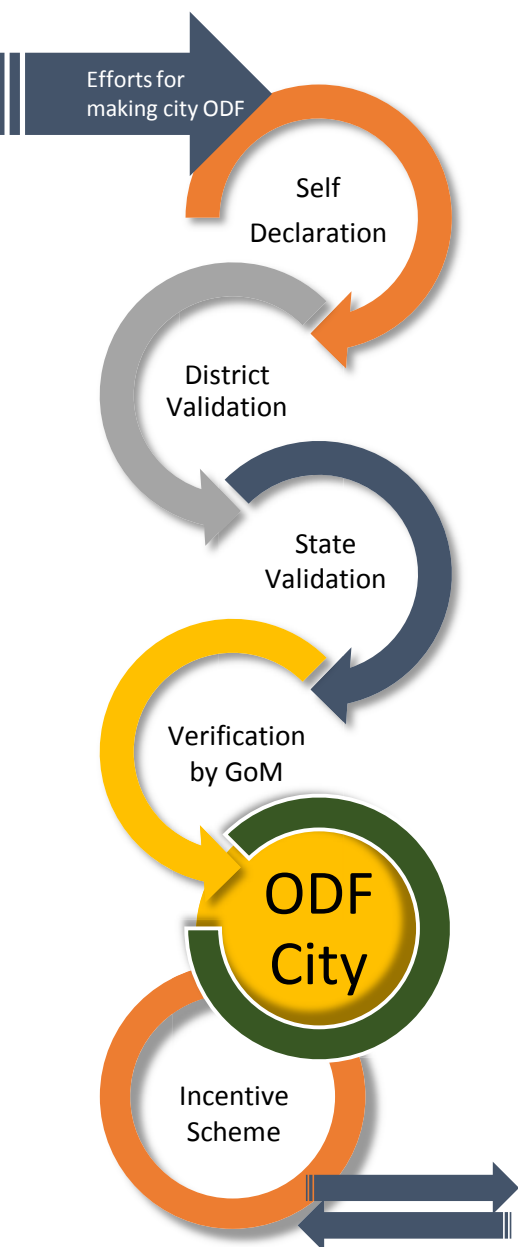 Efforts for
making city ODF
Self
Declaration
District
Validation
State
Validation
Verification
by GoM
ODF
City
Incentive
Scheme